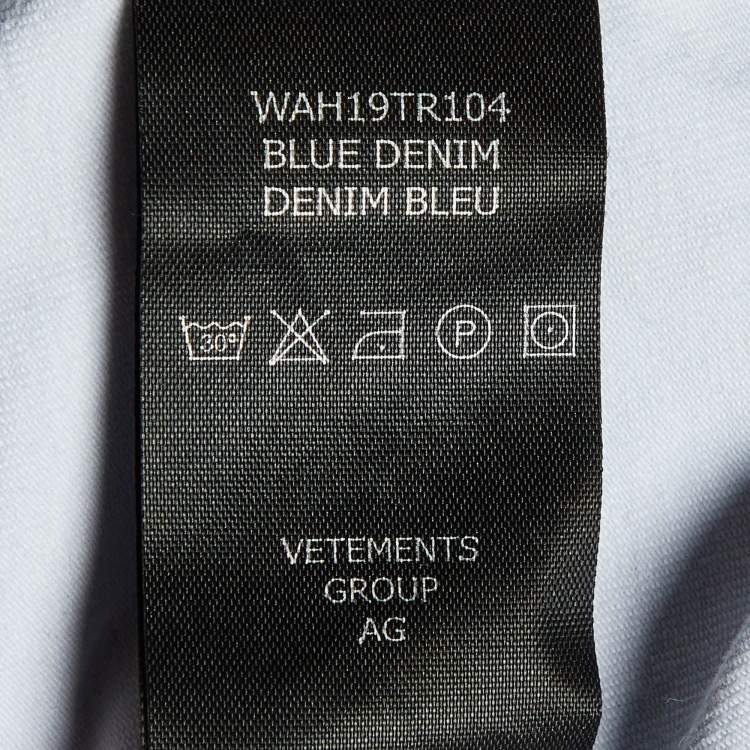 WAH19TR104
BLUE DENIM
DENIM BLEU
30° P
VETEMENTS
GROUP
AG